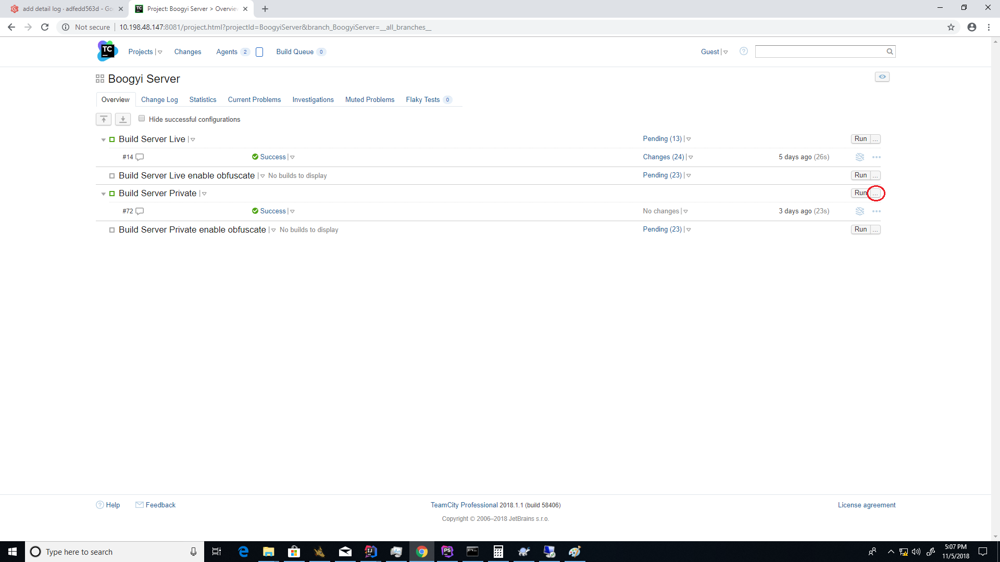 add detail log · adfedd563d - Go
Project: Boogyi Server > Overvie
Not secure 10.198.48.147:8081/project.html?projectId=BoogyiServer&branch_BoogyiServer=__all_branches__
TC Projects Changes Agents 2 Build Queue 0 Guest
Boogyi Server
Overview Change Log Statistics Current Problems Investigations Muted Problems Flaky Tests 0
Hide successful configurations
Build Server Live Pending (13) Run ...
#14 Success Changes (24) 5 days ago (26s)
Build Server Live enable obfuscate No builds to display Pending (23) Run ...
Build Server Private Run ...
#72 Success No changes 3 days ago (23s)
Build Server Private enable obfuscate No builds to display Pending (23) Run ...
Help Feedback TeamCity Professional 2018.1.1 (build 58406) License agreement
Copyright © 2006–2018 JetBrains s.r.o.
Type here to search
5:07 PM
11/5/2018